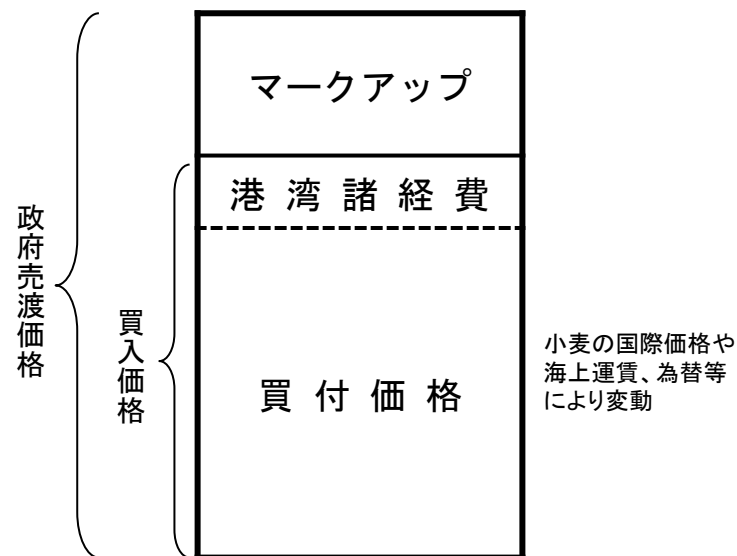 マークアップ
港湾諸経費
政府売渡価格
買入価格
買付価格
小麦の国際価格や
海上運賃、為替等
により変動